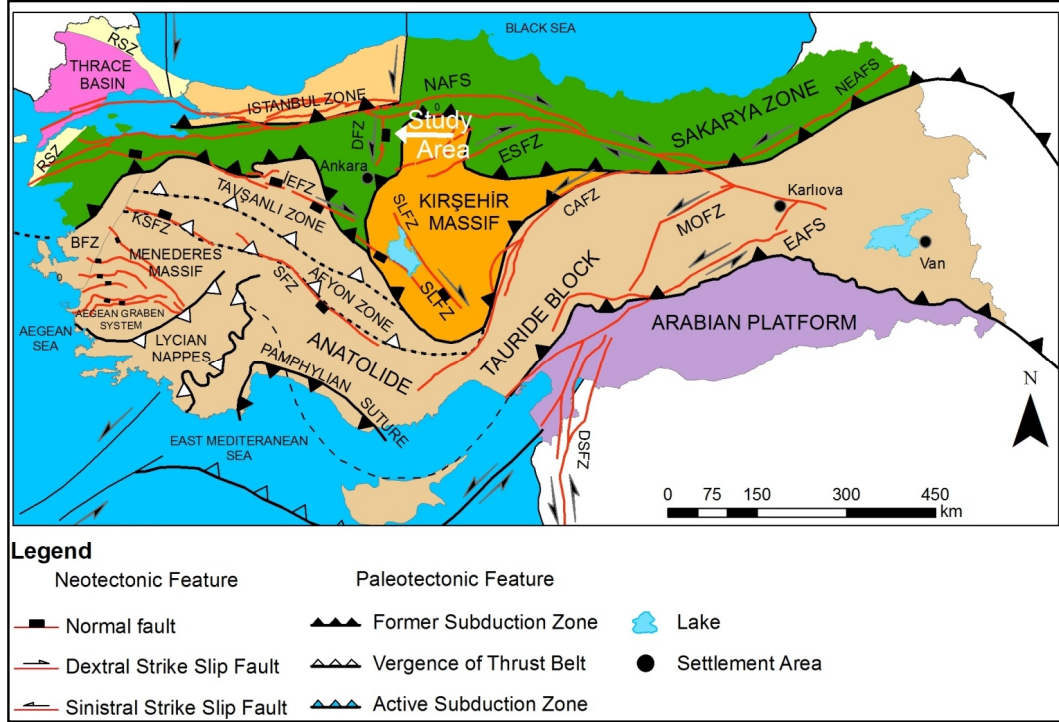 BLACK SEA
RSZ
THRACE
BASIN
ISTANBUL ZONE
NAFS
NEAFS
SAKARYA ZONE
0
Study
Area
DFZ
ESFZ
RSZ
Ankara
İEFZ
TAVŞANLI ZONE
KIRŞEHİR
MASSIF
SLFZ
CAFZ
Karlıova
MOFZ
EAFS
Van
KSFZ
BFZ
MENEDERES
MASSIF
0
SFZ
AFYON ZONE
SLFZ
AEGEAN GRABEN
SYSTEM
AEGEAN
SEA
LYCIAN
NAPPES
ANATOLIDE
TAURIDE BLOCK
ARABIAN PLATFORM
PAMPHYLIAN
SUTURE
EAST MEDITERANEAN
SEA
DSFZ
N
0 75 150 300 450
km
Legend
Neotectonic Feature
Paleotectonic Feature
Normal fault
Former Subduction Zone
Lake
Dextral Strike Slip Fault
Vergence of Thrust Belt
Settlement Area
Sinistral Strike Slip Fault
Active Subduction Zone